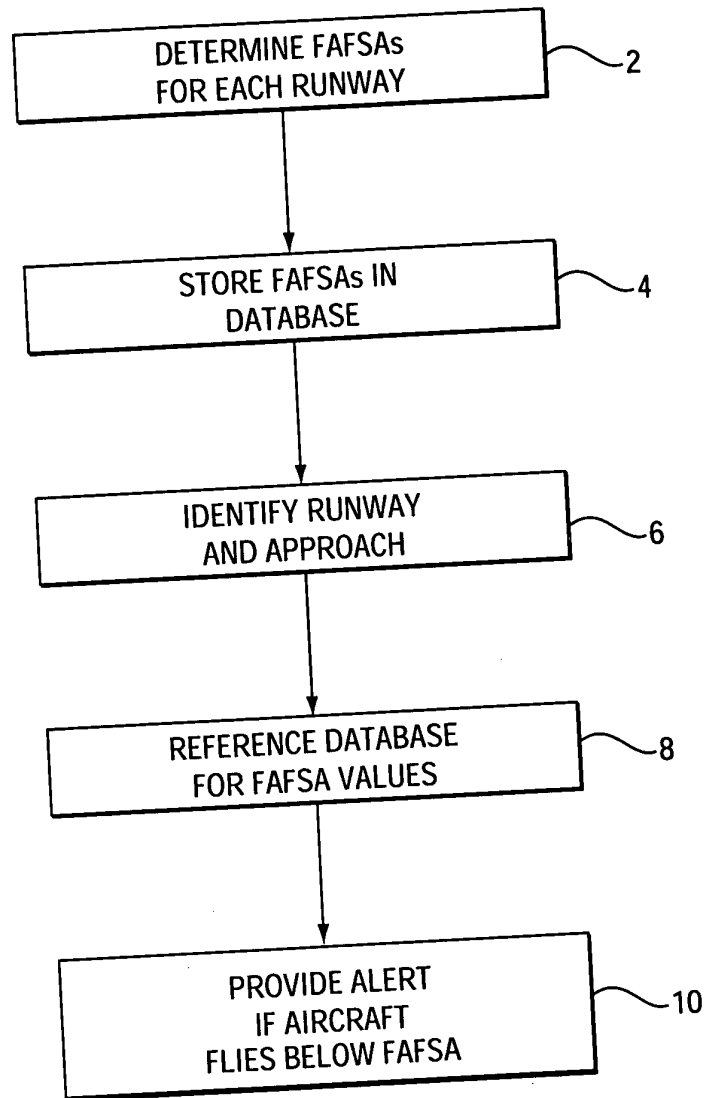 DETERMINE FAFSAs
FOR EACH RUNWAY
2
STORE FAFSAs IN
DATABASE
4
IDENTIFY RUNWAY
AND APPROACH
6
REFERENCE DATABASE
FOR FAFSA VALUES
8
PROVIDE ALERT
IF AIRCRAFT
FLIES BELOW FAFSA
10